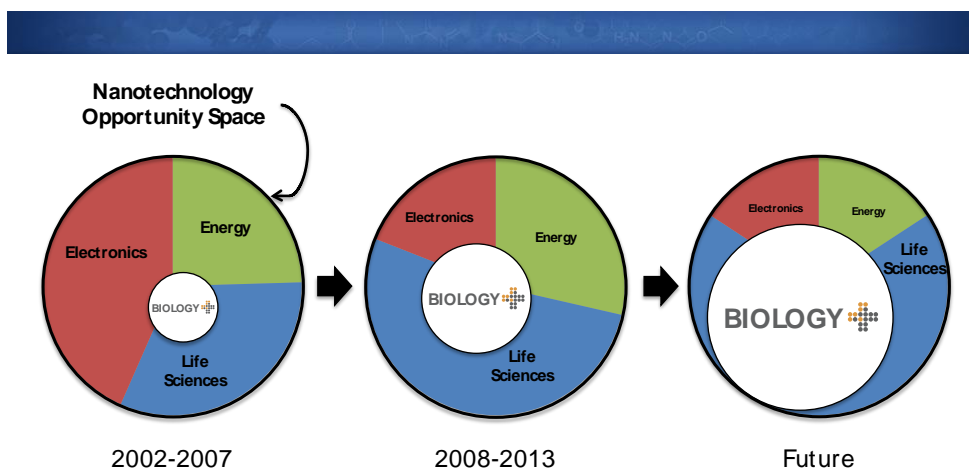 Nanotechnology
Opportunity Space
Electronics
Energy
BIOLOGY
Life
Sciences
2002-2007
Electronics
Energy
BIOLOGY
Life
Sciences
2008-2013
Electronics
Energy
Life
Sciences
BIOLOGY
Future